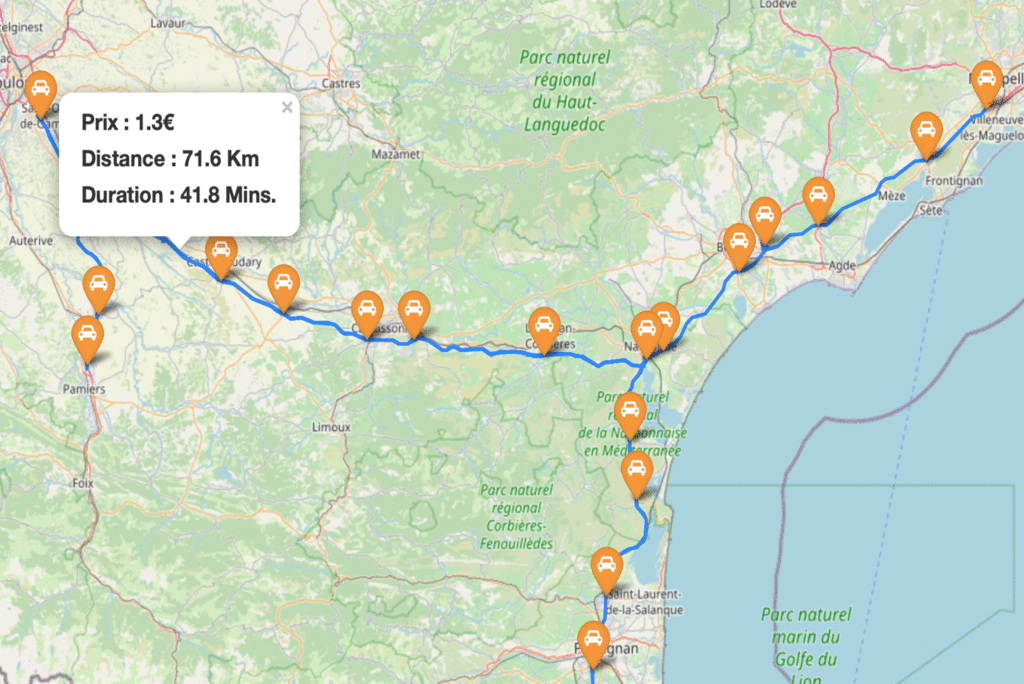 Lodève
Lavaur
Parc naturel
régional
du Haut-
Languedoc
Castres
×
Prix : 1.3€
Distance : 71.6 Km
Duration : 41.8 Mins.
Villeneuve
lès-Maguelo
Mazamet
Frontignan
Mèze
Sète
Auterive
Agde
Pamiers
Parc naturel
de la Narbonnaise
en Méditerranée
Limoux
Foix
Parc naturel
régional
Corbières-
Fenouillèdes
Saint-Laurent-
de-la-Salanque
Parc naturel
marin du
Golfe du
Lion